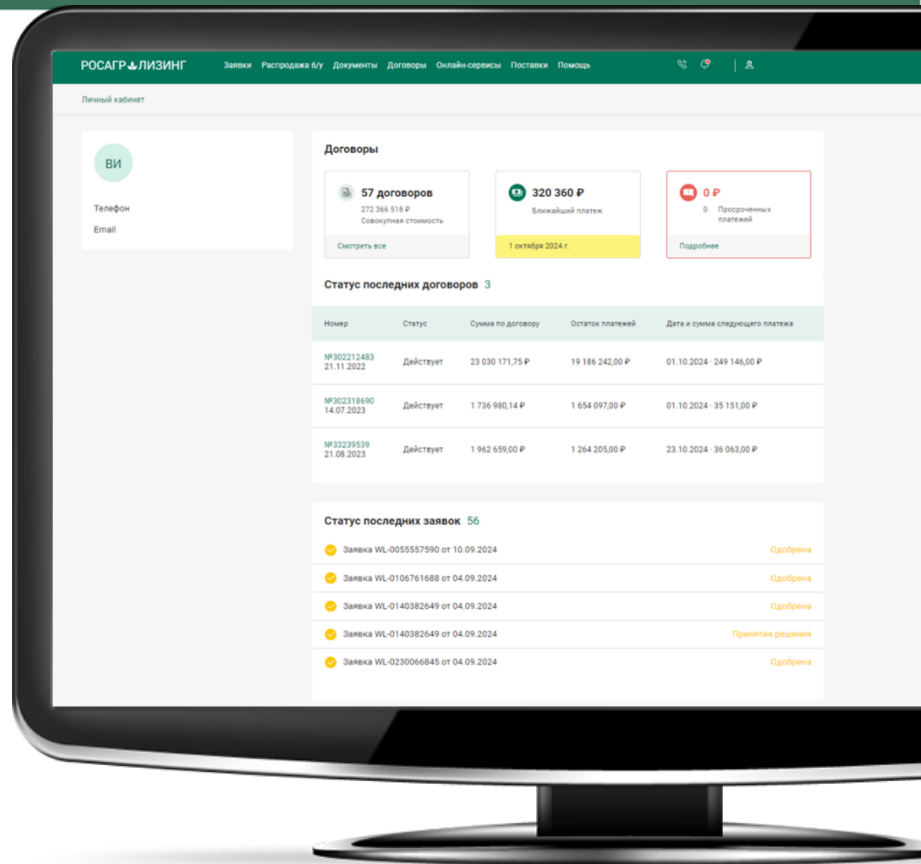 РОСАГРОЛИЗИНГ
Заявки Распродажа б/у Документы Договоры Онлайн-сервисы Поставки Помощь
Личный кабинет
ВИ
Телефон
Email
Договоры
57 договоров
272 366 518 ₽
Совокупная стоимость
Смотреть все
320 360 ₽
Ближайший платеж
1 октября 2024 г.
0 ₽
0 Просроченных
платежей
Подробнее
Статус последних договоров 3
Номер Статус Сумма по договору Остаток платежей Дата и сумма следующего платежа
№302212483
21.11.2022 Действует 23 030 171,75 ₽ 19 186 242,00 ₽ 01.10.2024 - 249 146,00 ₽
№302318690
14.07.2023 Действует 1 736 980,14 ₽ 1 654 097,00 ₽ 01.10.2024 - 35 151,00 ₽
№33239539
21.08.2023 Действует 1 962 659,00 ₽ 1 264 205,00 ₽ 23.10.2024 - 36 063,00 ₽
Статус последних заявок 56
Заявка WL-0055557590 от 10.09.2024 Одобрена
Заявка WL-0106761688 от 04.09.2024 Одобрена
Заявка WL-0140382649 от 04.09.2024 Одобрена
Заявка WL-0140382649 от 04.09.2024 Принятие решения
Заявка WL-0230066845 от 04.09.2024 Одобрена